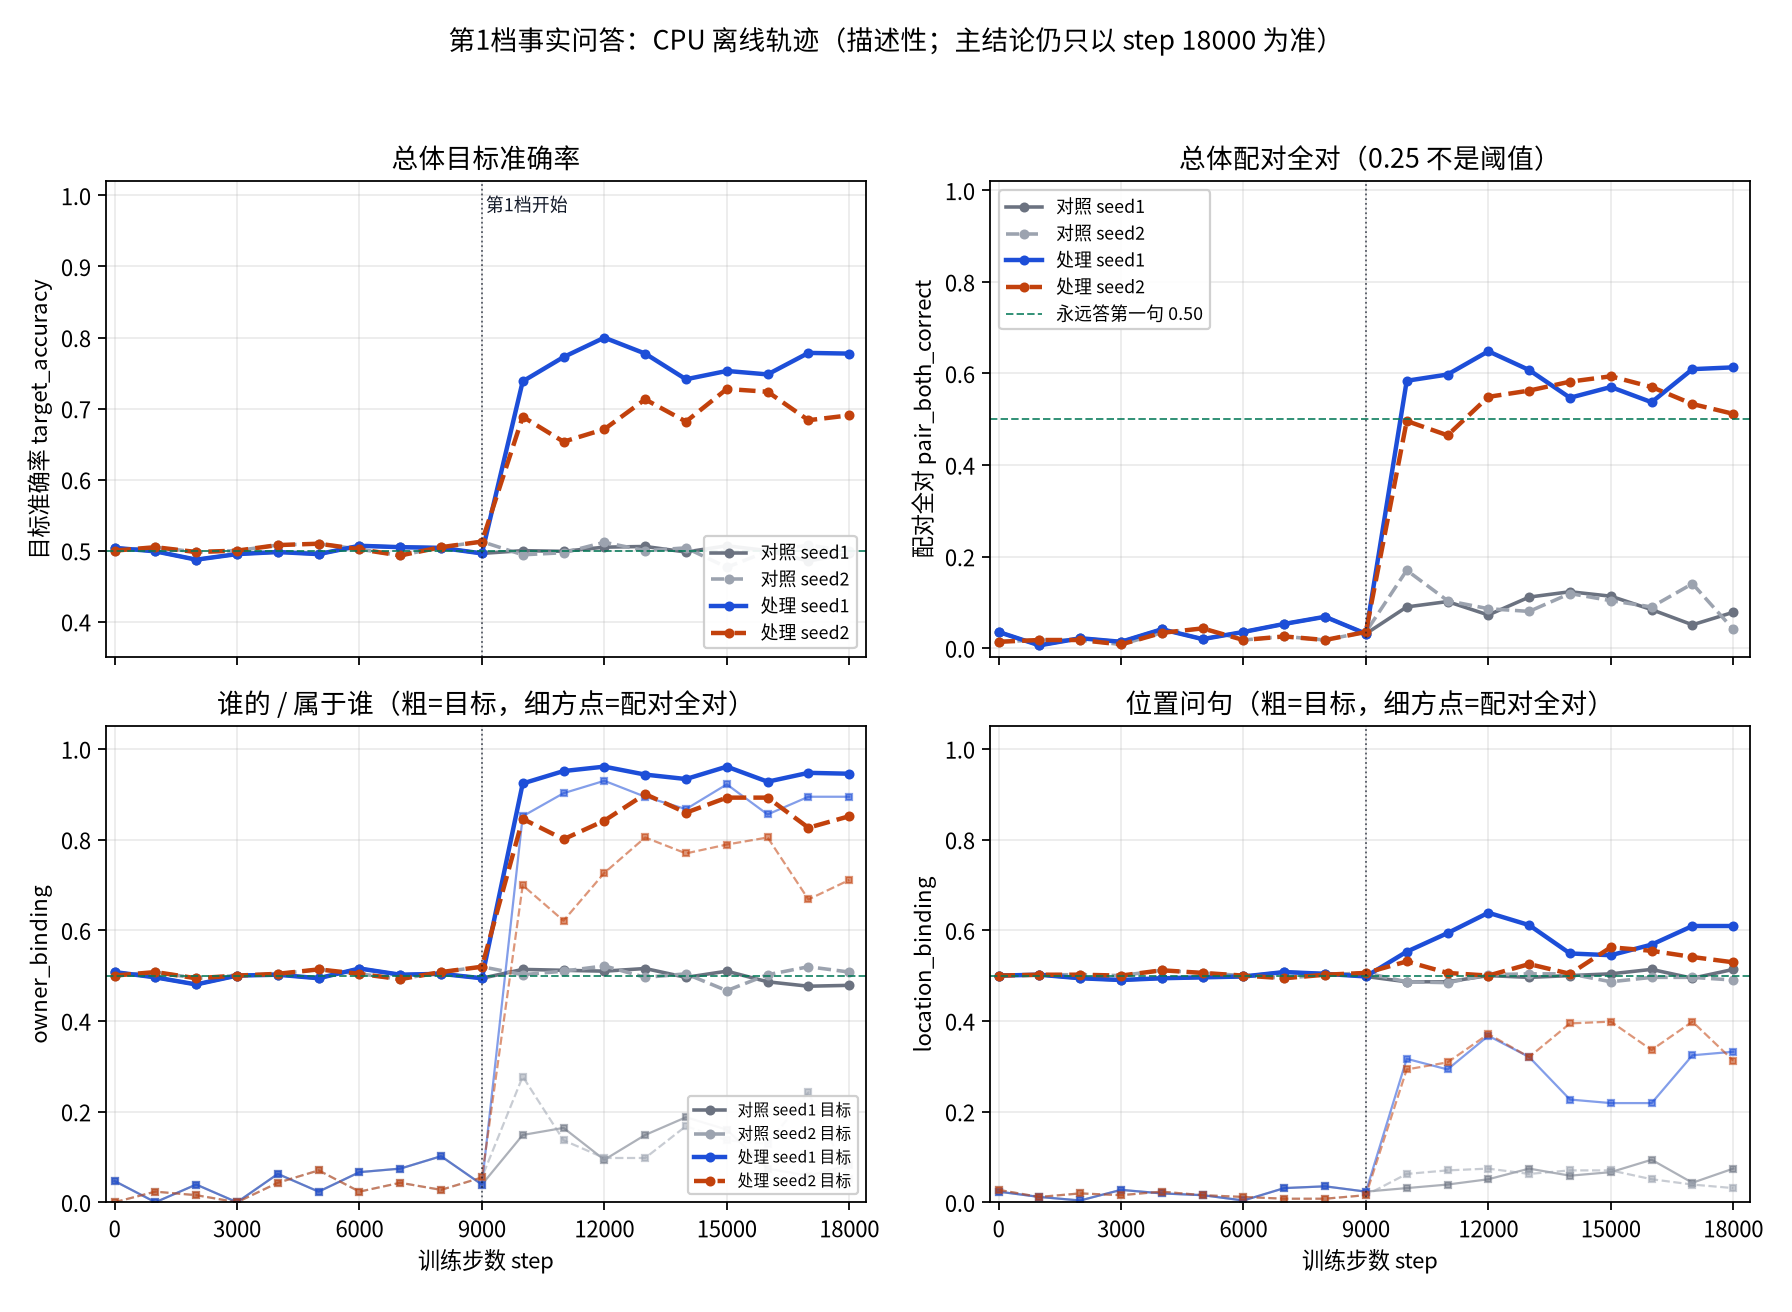 第1档事实问答：CPU 离线轨迹（描述性；主结论仍只以 step 18000 为准）
总体目标准确率
目标准确率 target_accuracy
1.0
0.9
0.8
0.7
0.6
0.5
0.4
第1档开始
对照 seed1
对照 seed2
处理 seed1
处理 seed2
总体配对全对（0.25 不是阈值）
配对全对 pair_both_correct
1.0
0.8
0.6
0.4
0.2
0.0
对照 seed1
对照 seed2
处理 seed1
处理 seed2
永远答第一句 0.50
谁的 / 属于谁（粗=目标，细方点=配对全对）
owner_binding
1.0
0.8
0.6
0.4
0.2
0.0
对照 seed1 目标
对照 seed2 目标
处理 seed1 目标
处理 seed2 目标
0 3000 6000 9000 12000 15000 18000
训练步数 step
位置问句（粗=目标，细方点=配对全对）
location_binding
1.0
0.8
0.6
0.4
0.2
0.0
0 3000 6000 9000 12000 15000 18000
训练步数 step